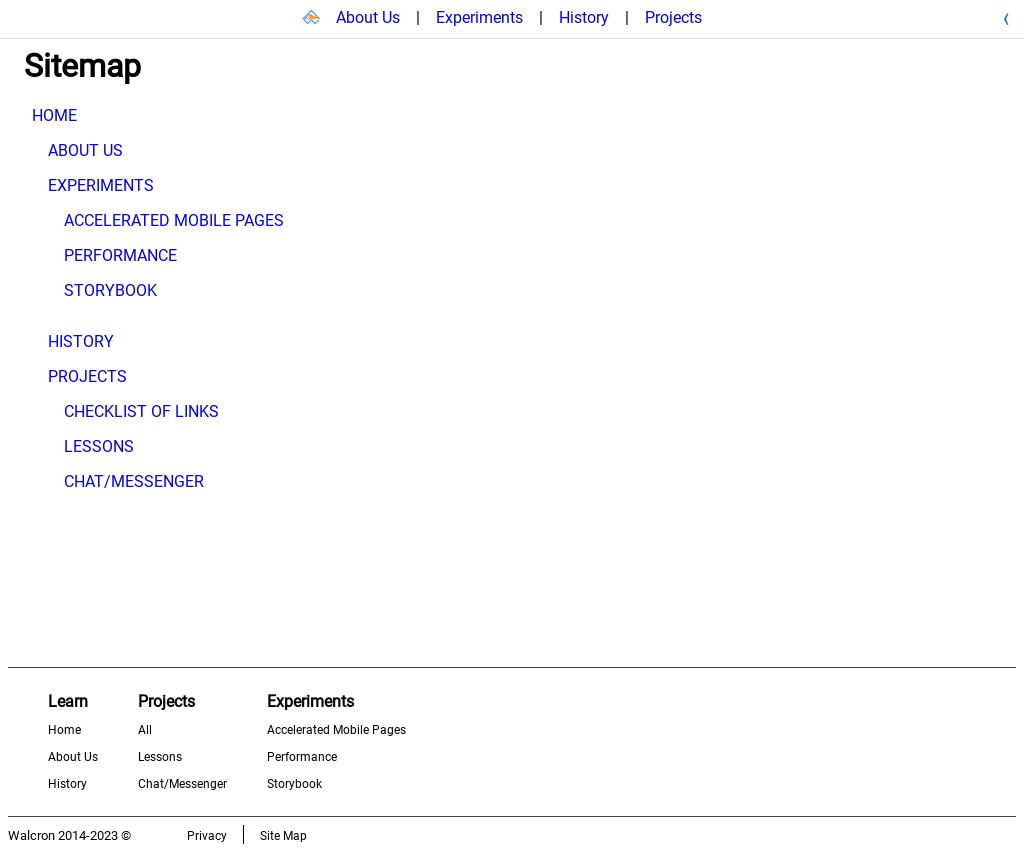 About Us | Experiments | History | Projects
Sitemap
HOME
ABOUT US
EXPERIMENTS
ACCELERATED MOBILE PAGES
PERFORMANCE
STORYBOOK
HISTORY
PROJECTS
CHECKLIST OF LINKS
LESSONS
CHAT/MESSENGER
Learn
Home
About Us
History
Projects
All
Lessons
Chat/Messenger
Experiments
Accelerated Mobile Pages
Performance
Storybook
Walcron 2014-2023 © Privacy Site Map